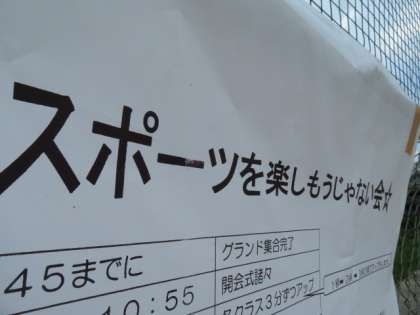 スポーツを楽しもうじゃない会☆
45までに グランド集合完了
10:55 開会式諸々
クラス3分ずつアップ